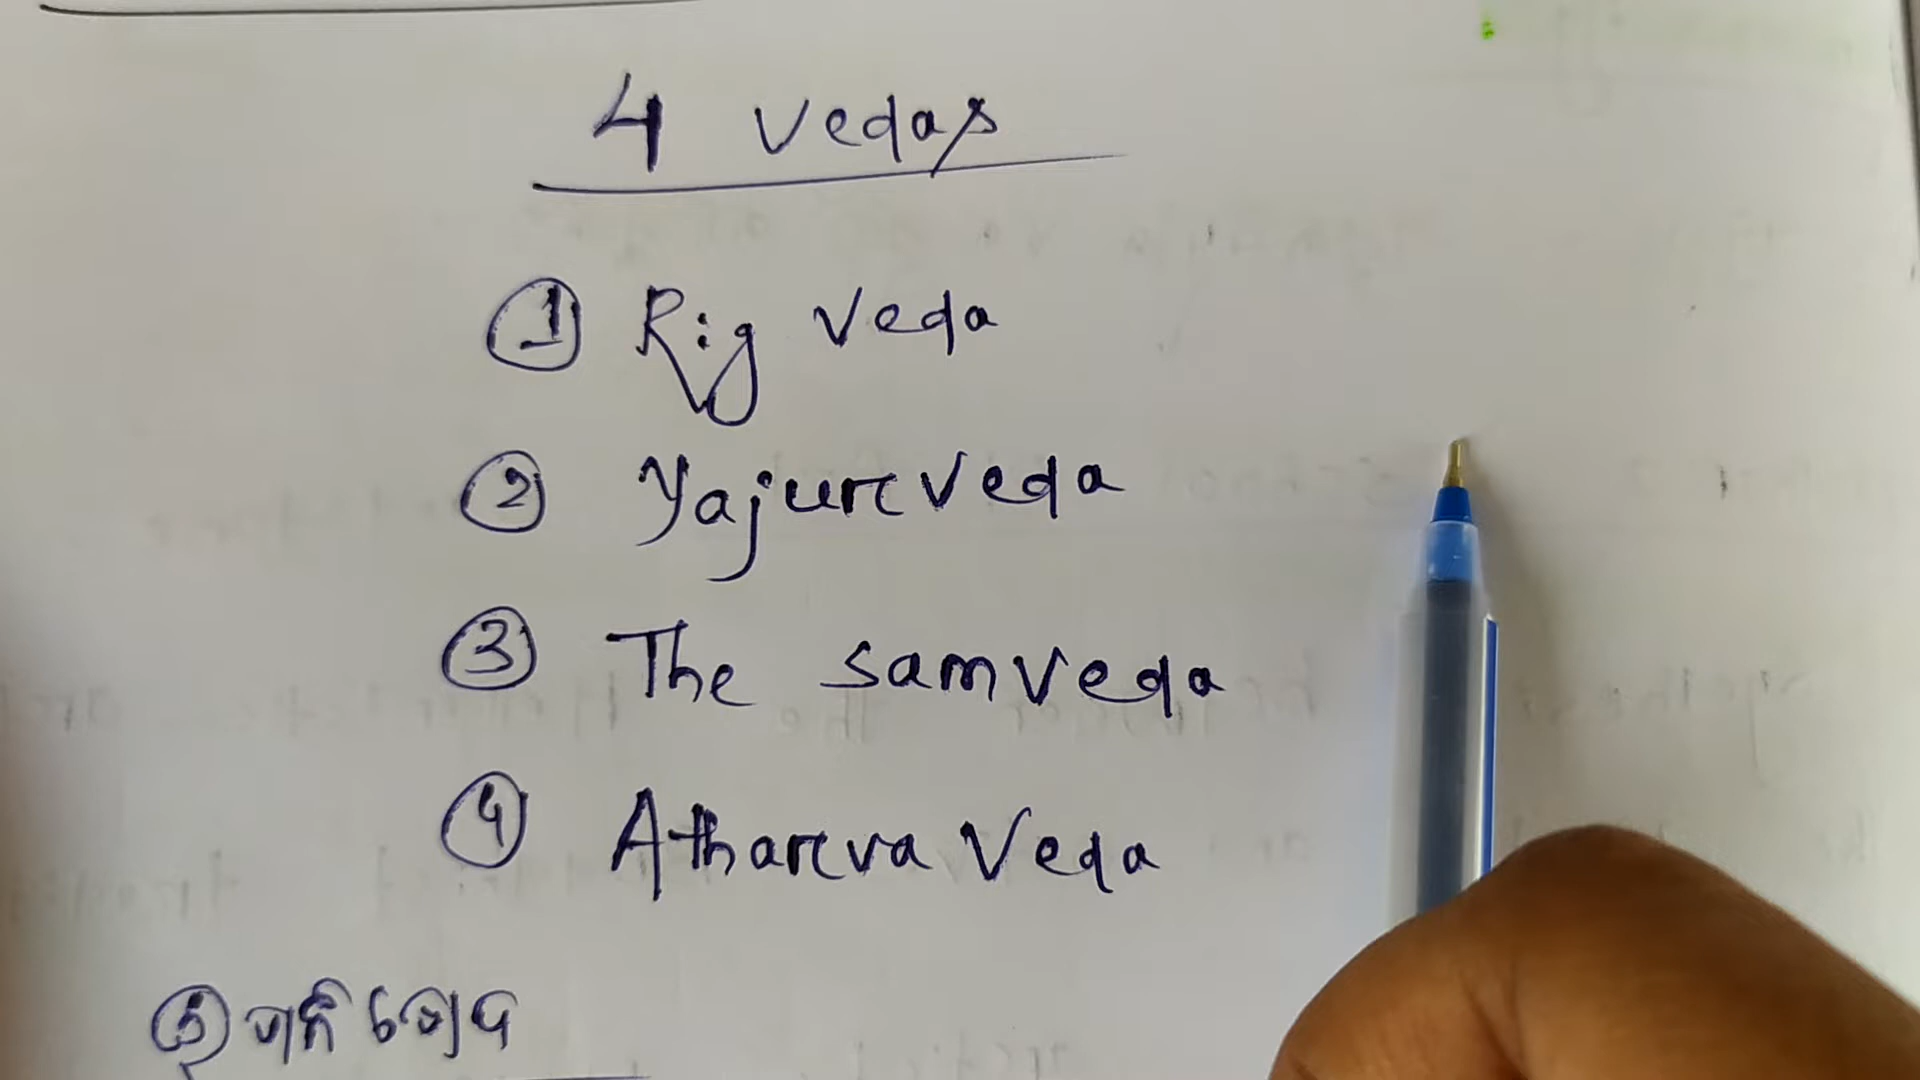 4 Vedas
① Rig Veda
② Yajurveda
③ The samveda
④ Atharva Veda